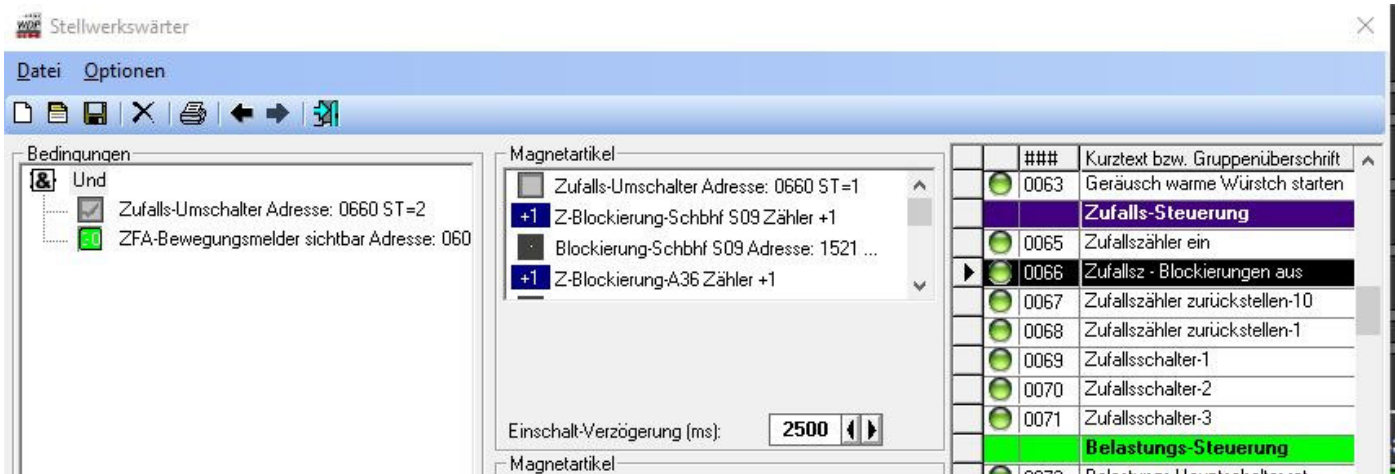 WDP Stellwerkswärter
Datei Optionen
Bedingungen
& Und
Zufalls-Umschalter Adresse: 0660 ST=2
ZFA-Bewegungsmelder sichtbar Adresse: 060
Magnetartikel
Zufalls-Umschalter Adresse: 0660 ST=1
+1 Z-Blockierung-Schbhf S09 Zähler +1
Blockierung-Schbhf S09 Adresse: 1521 ...
+1 Z-Blockierung-A36 Zähler +1
Einschalt-Verzögerung (ms): 2500
Magnetartikel
### Kurztext bzw. Gruppenüberschrift
0063 Geräusch warme Würstch starten
Zufalls-Steuerung
0065 Zufallszähler ein
0066 Zufallsz - Blockierungen aus
0067 Zufallszähler zurückstellen-10
0068 Zufallszähler zurückstellen-1
0069 Zufallsschalter-1
0070 Zufallsschalter-2
0071 Zufallsschalter-3
Belastungs-Steuerung